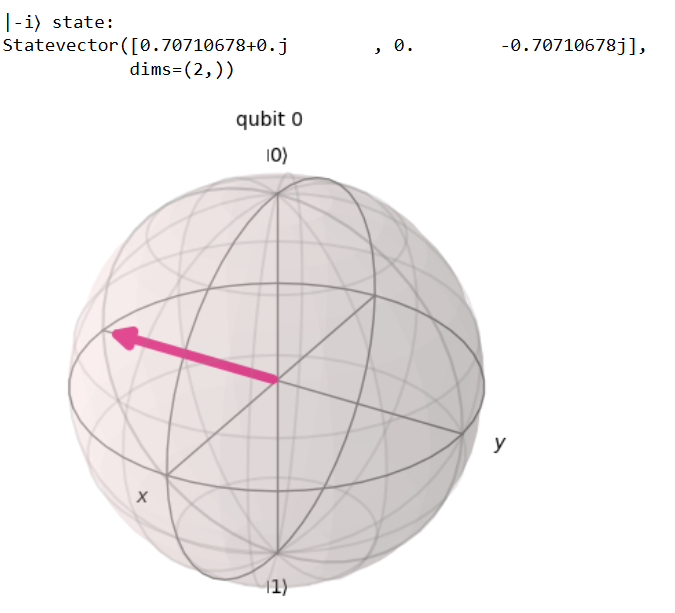 |-i⟩ state:
Statevector([0.70710678+0.j        , 0.        -0.70710678j],
            dims=(2,))
qubit 0
|0⟩
y
x
|1⟩